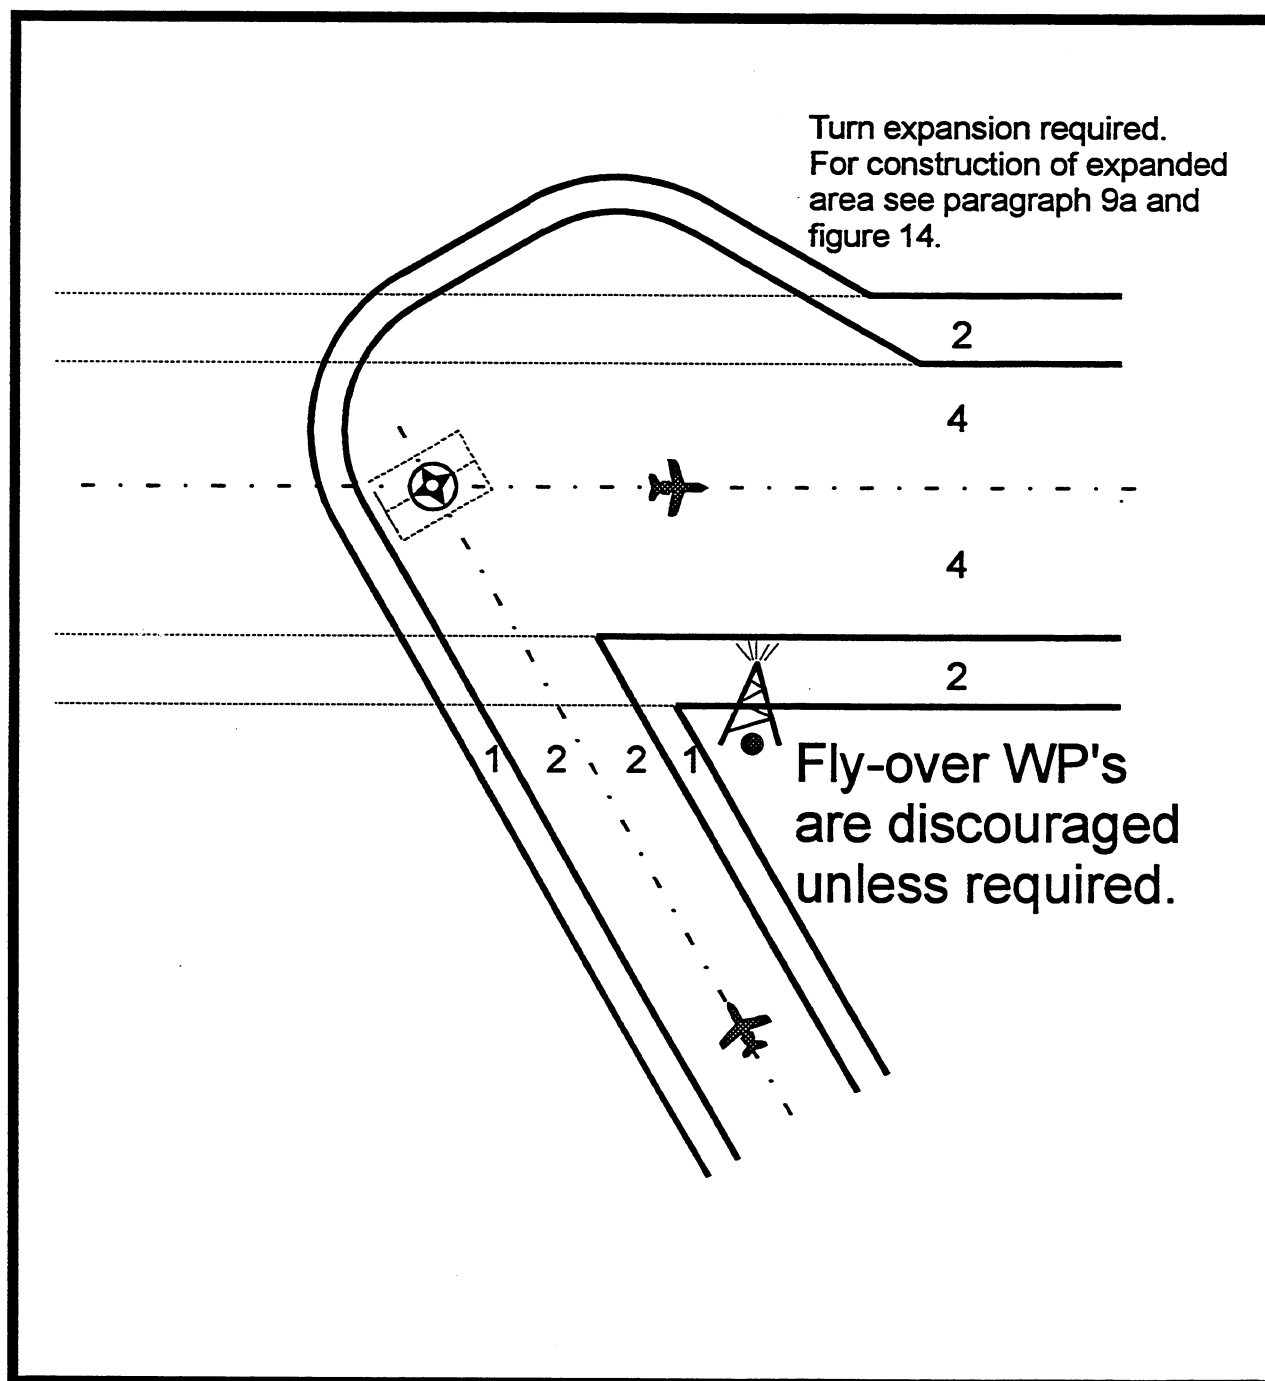 Turn expansion required.
For construction of expanded
area see paragraph 9a and
figure 14.
2
4
4
2
1 2 2 1
Fly-over WP's
are discouraged
unless required.